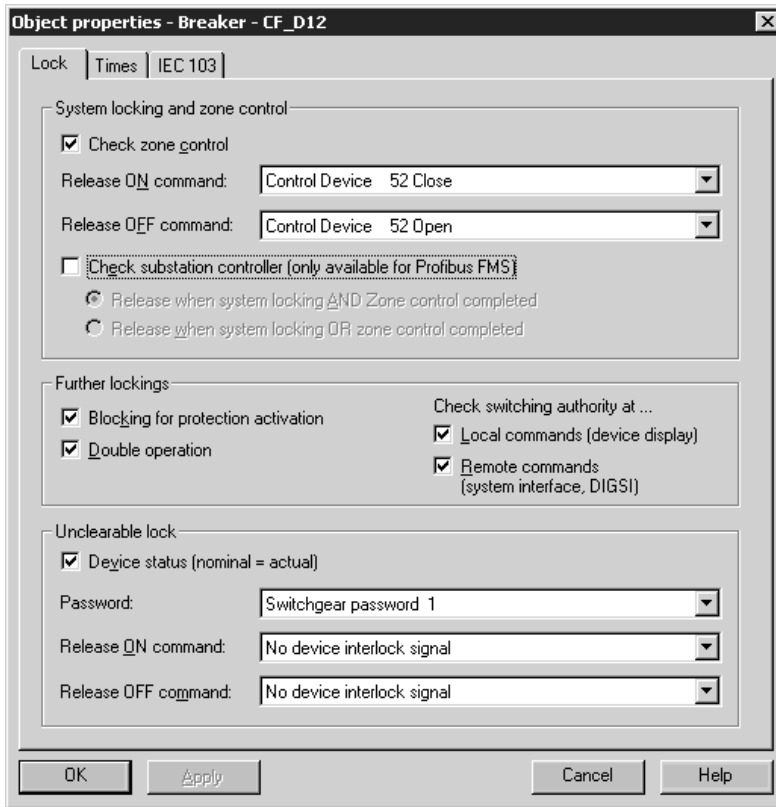 Object properties - Breaker - CF_D12
Lock
Times
IEC 103
System locking and zone control
Check zone control
Release ON command:
Control Device 52 Close
Release OFF command:
Control Device 52 Open
Check substation controller (only available for Profibus FMS)
Release when system locking AND Zone control completed
Release when system locking OR zone control completed
Further lockings
Blocking for protection activation
Double operation
Check switching authority at ...
Local commands (device display)
Remote commands
(system interface, DIGSI)
Unclearable lock
Device status (nominal = actual)
Password:
Switchgear password 1
Release ON command:
No device interlock signal
Release OFF command:
No device interlock signal
OK
Apply
Cancel
Help